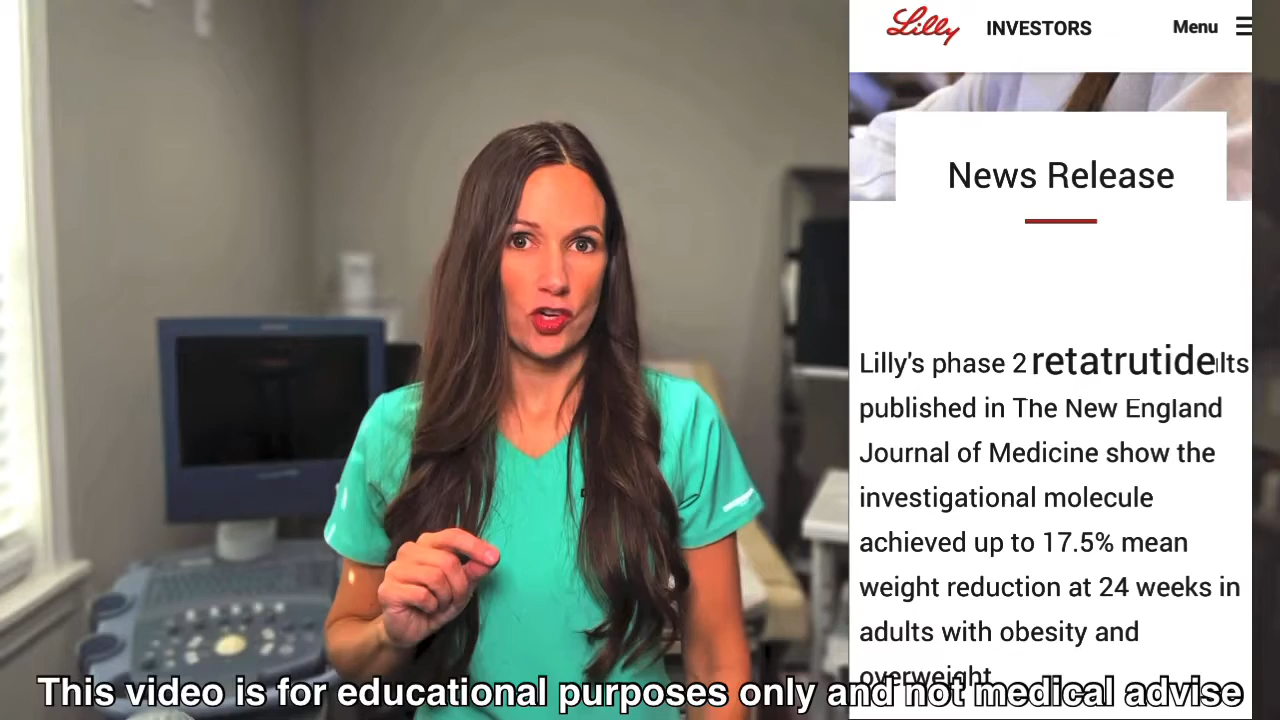 Lilly INVESTORS Menu
News Release
Lilly's phase 2 retatrutide lts
published in The New England
Journal of Medicine show the
investigational molecule
achieved up to 17.5% mean
weight reduction at 24 weeks in
adults with obesity and
overweight
This video is for educational purposes only and not medical advise